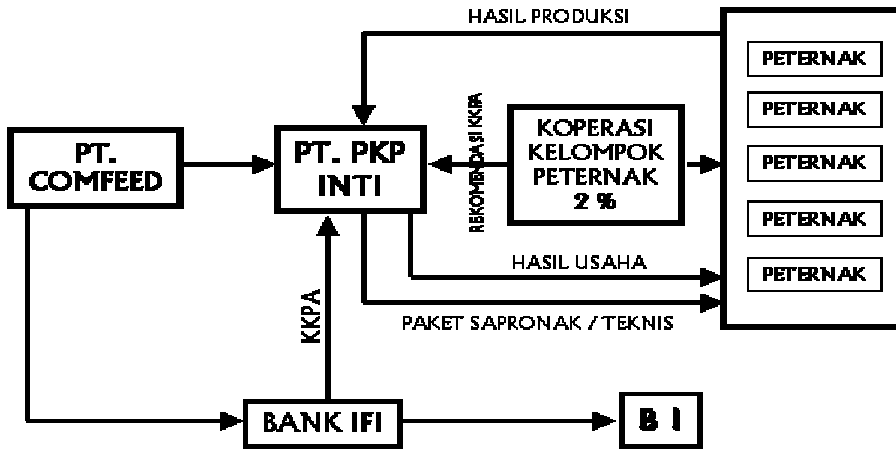 HASIL PRODUKSI
PETERNAK
PETERNAK
PETERNAK
PETERNAK
PETERNAK
PT.
COMFEED
PT. PKP
INTI
REKOMENDASI KKPA
KOPERASI
KELOMPOK
PETERNAK
2 %
HASIL USAHA
PAKET SAPRONAK / TEKNIS
KKPA
BANK IFI
B I